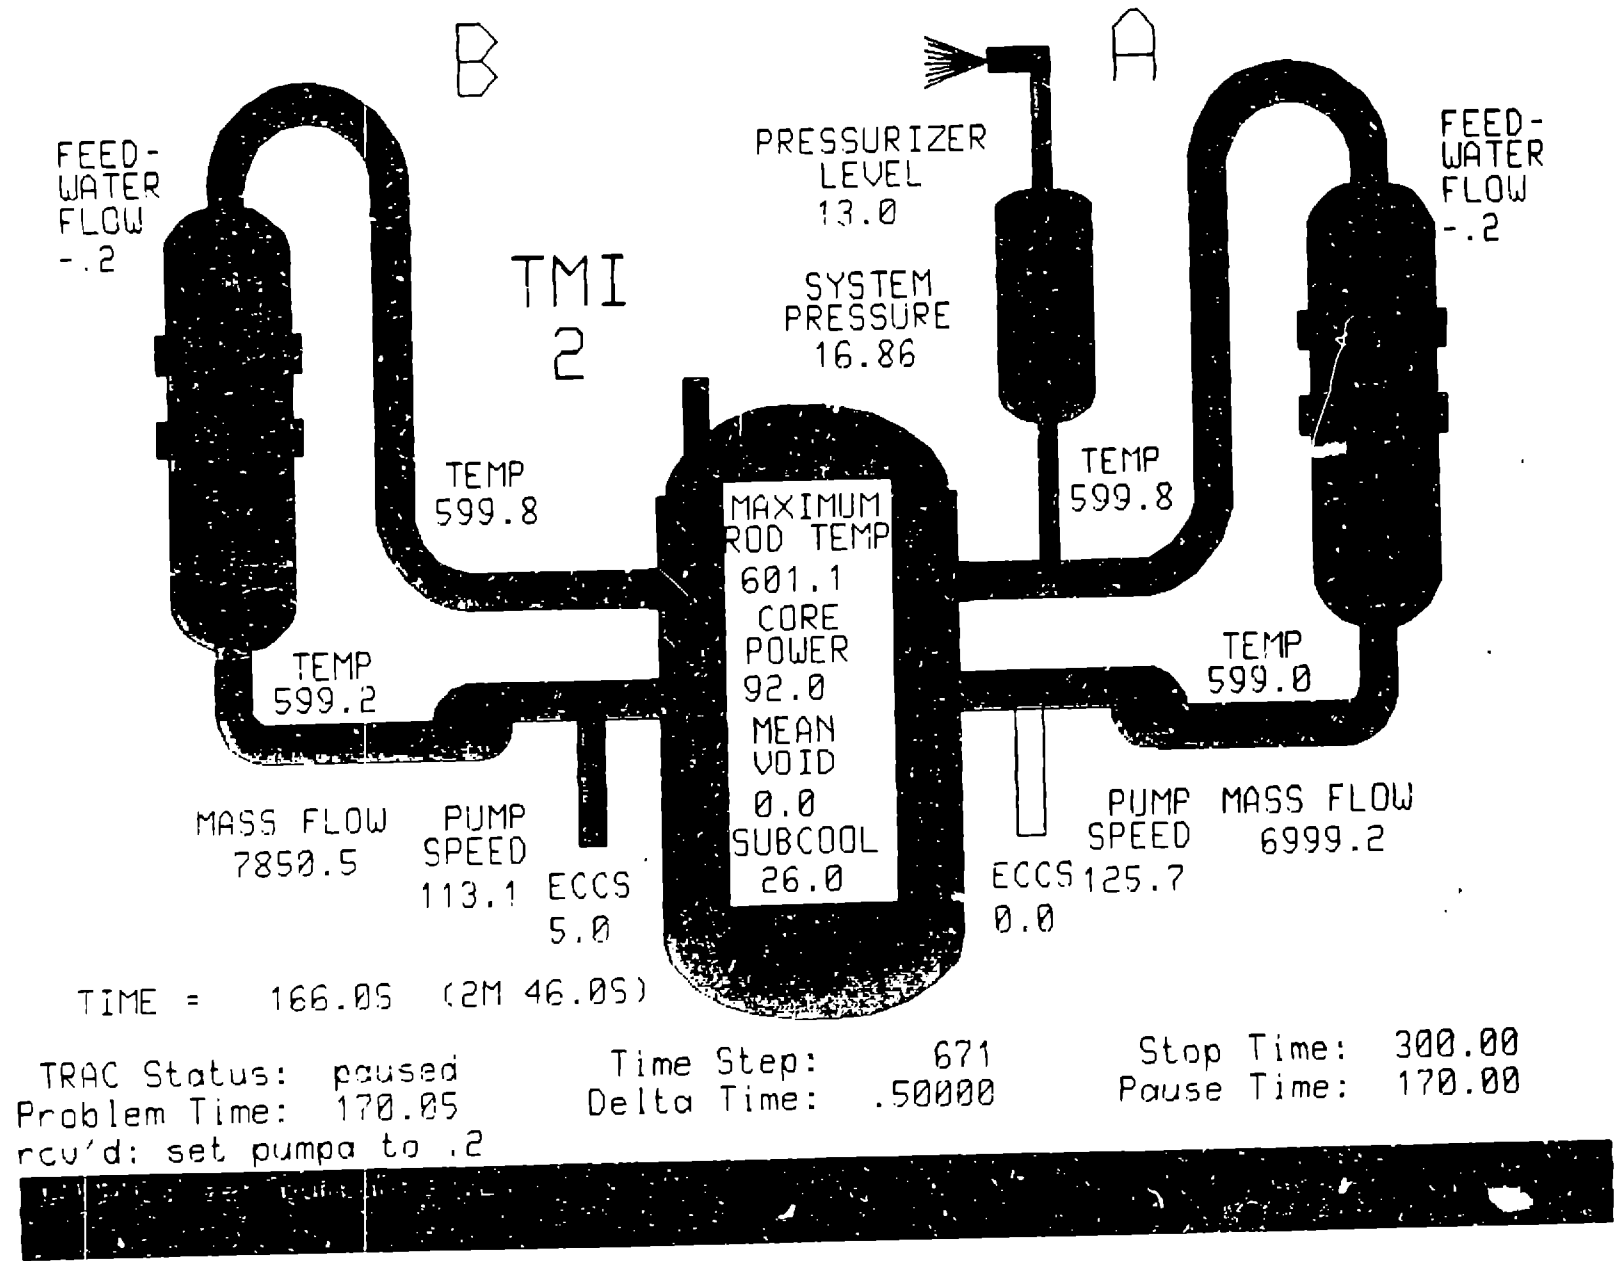 B
A
FEED-
WATER
FLOW
-.2
PRESSURIZER
LEVEL
13.0
FEED-
WATER
FLOW
-.2
TMI
2
SYSTEM
PRESSURE
16.86
TEMP
599.8
TEMP
599.8
MAXIMUM
ROD TEMP
601.1
CORE
POWER
92.0
MEAN
VOID
0.0
SUBCOOL
26.0
TEMP
599.2
TEMP
599.0
MASS FLOW
7850.5
PUMP
SPEED
113.1
ECCS
5.0
ECCS
0.0
PUMP
SPEED
125.7
MASS FLOW
6999.2
TIME = 166.0S (2M 46.0S)
TRAC Status: paused
Time Step: 671
Stop Time: 300.00
Problem Time: 170.05
Delta Time: .50000
Pause Time: 170.00
rcv'd: set pumpa to .2